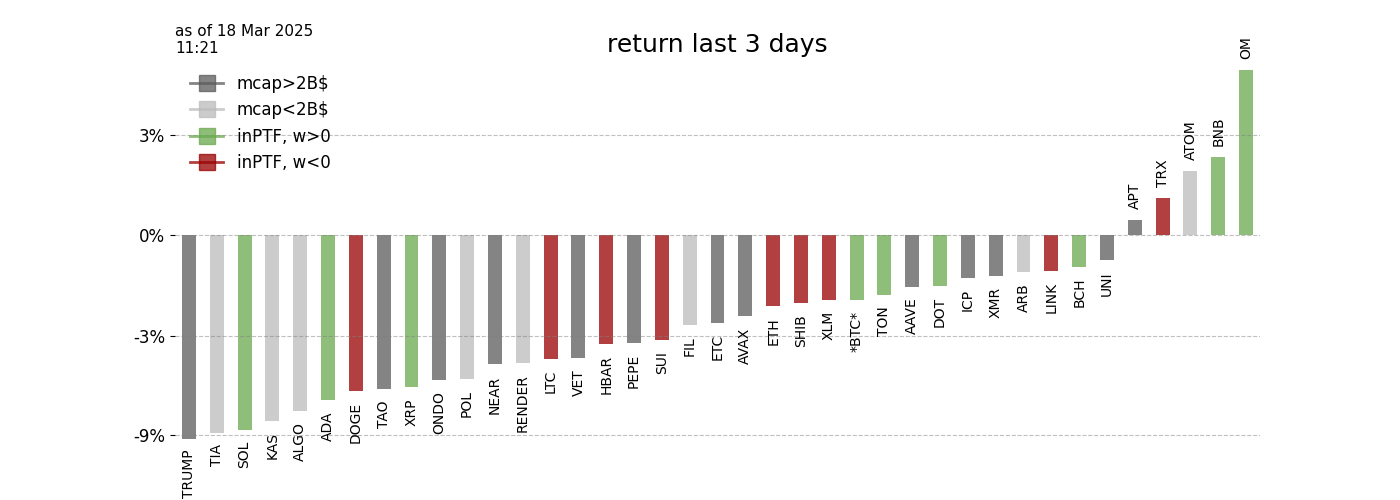 as of 18 Mar 2025
11:21
return last 3 days
mcap>2B$
mcap<2B$
inPTF, w>0
inPTF, w<0
3%
0%
-3%
-9%
TRUMP
TIA
SOL
KAS
ALGO
ADA
DOGE
TAO
XRP
ONDO
POL
NEAR
RENDER
LTC
VET
HBAR
PEPE
SUI
FIL
ETC
AVAX
ETH
SHIB
XLM
*BTC*
TON
AAVE
DOT
ICP
XMR
ARB
LINK
BCH
UNI
APT
TRX
ATOM
BNB
OM